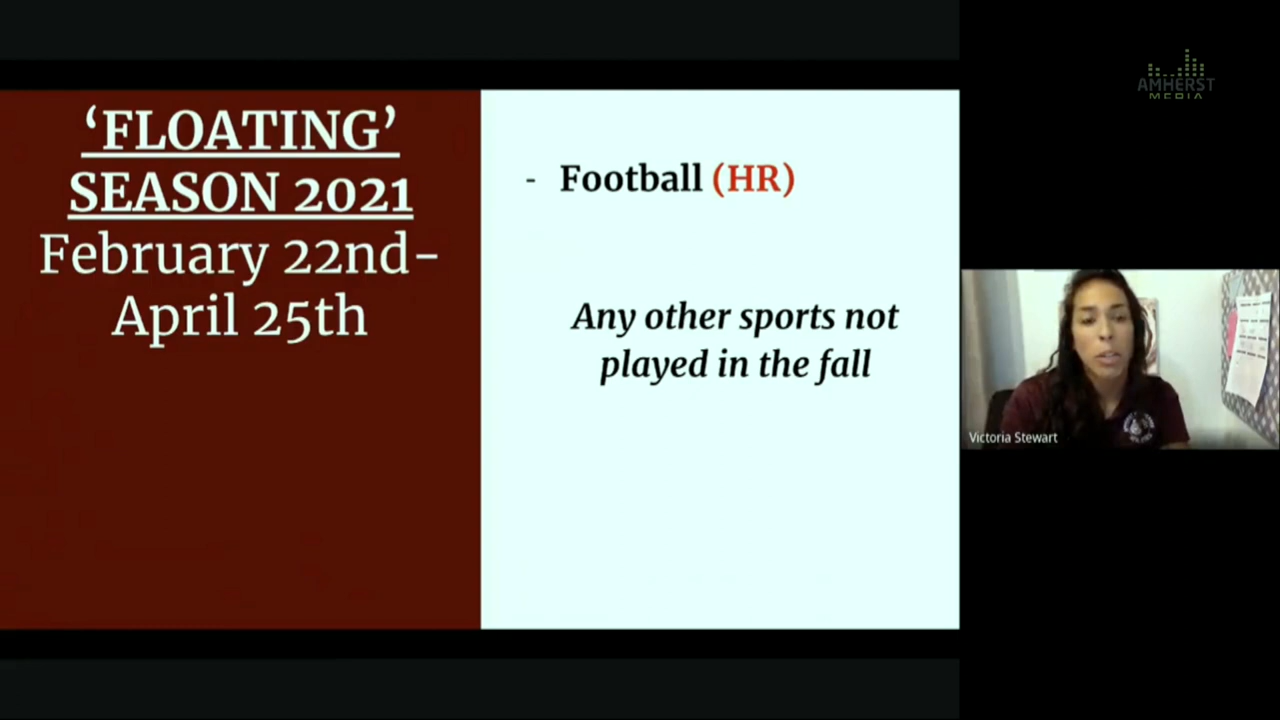 ‘FLOATING’
SEASON 2021
February 22nd-
April 25th
- Football (HR)
Any other sports not
played in the fall
AMHERST
MEDIA
Victoria Stewart